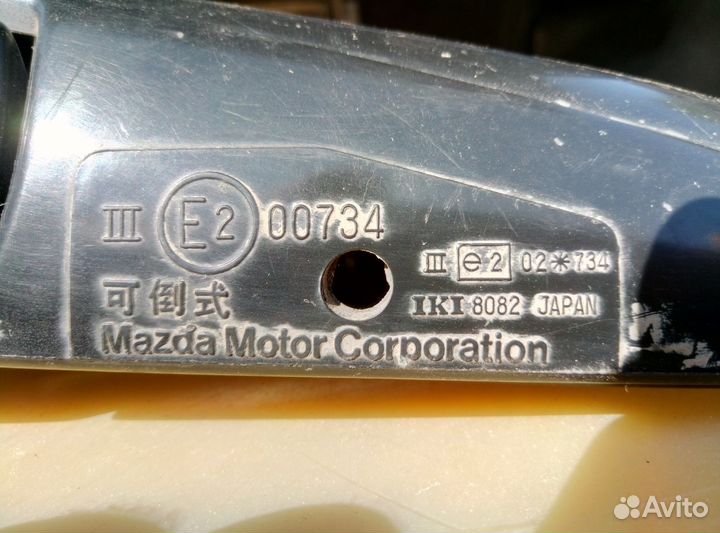 III E2 00734
III e2 02*734
可倒式
IKI 8082 JAPAN
Mazda Motor Corporation
Avito